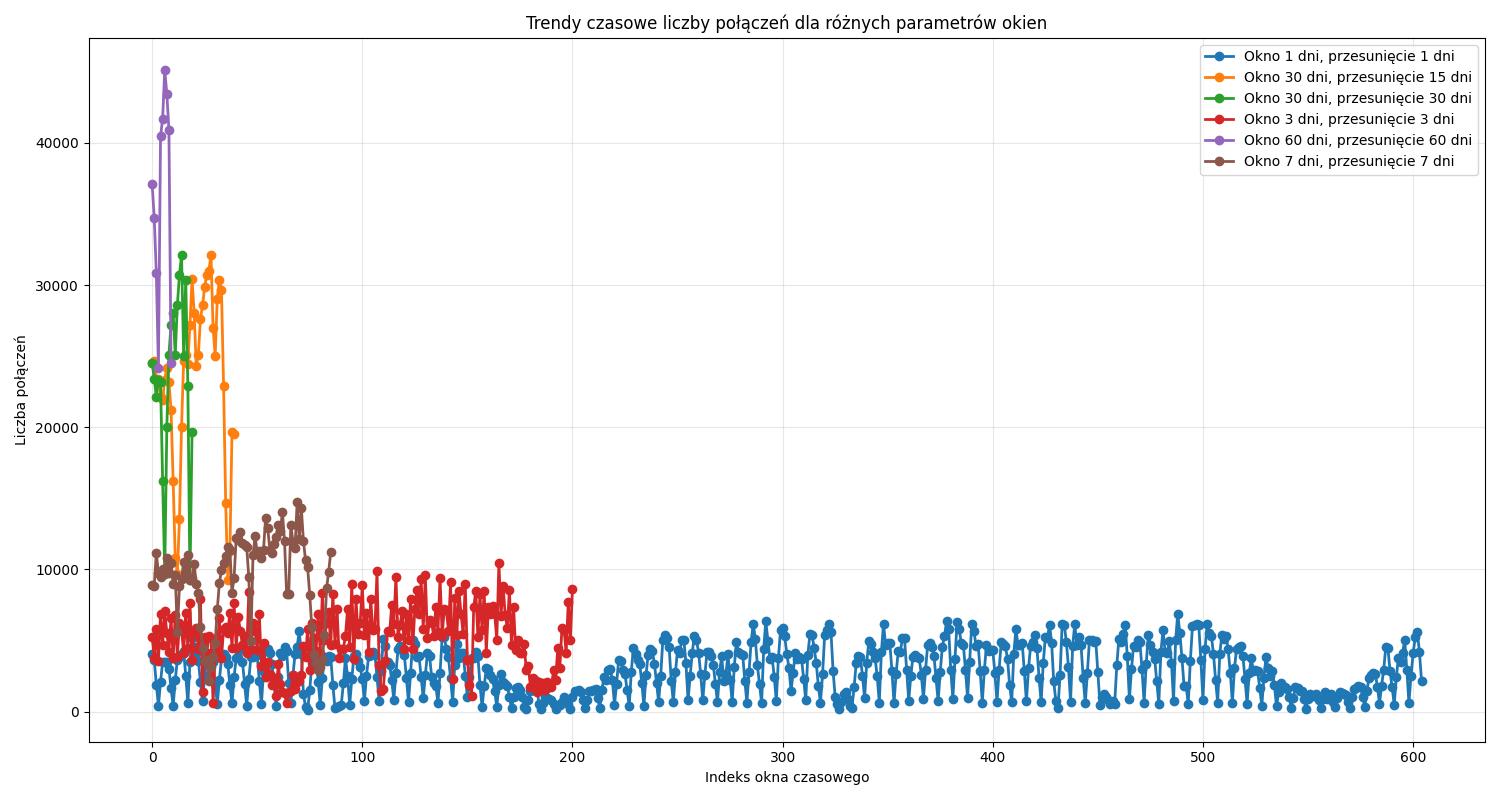 Trendy czasowe liczby połączeń dla różnych parametrów okien
Okno 1 dni, przesunięcie 1 dni
Okno 30 dni, przesunięcie 15 dni
Okno 30 dni, przesunięcie 30 dni
Okno 3 dni, przesunięcie 3 dni
Okno 60 dni, przesunięcie 60 dni
Okno 7 dni, przesunięcie 7 dni
Liczba połączeń
40000
30000
20000
10000
0
0 100 200 300 400 500 600
Indeks okna czasowego